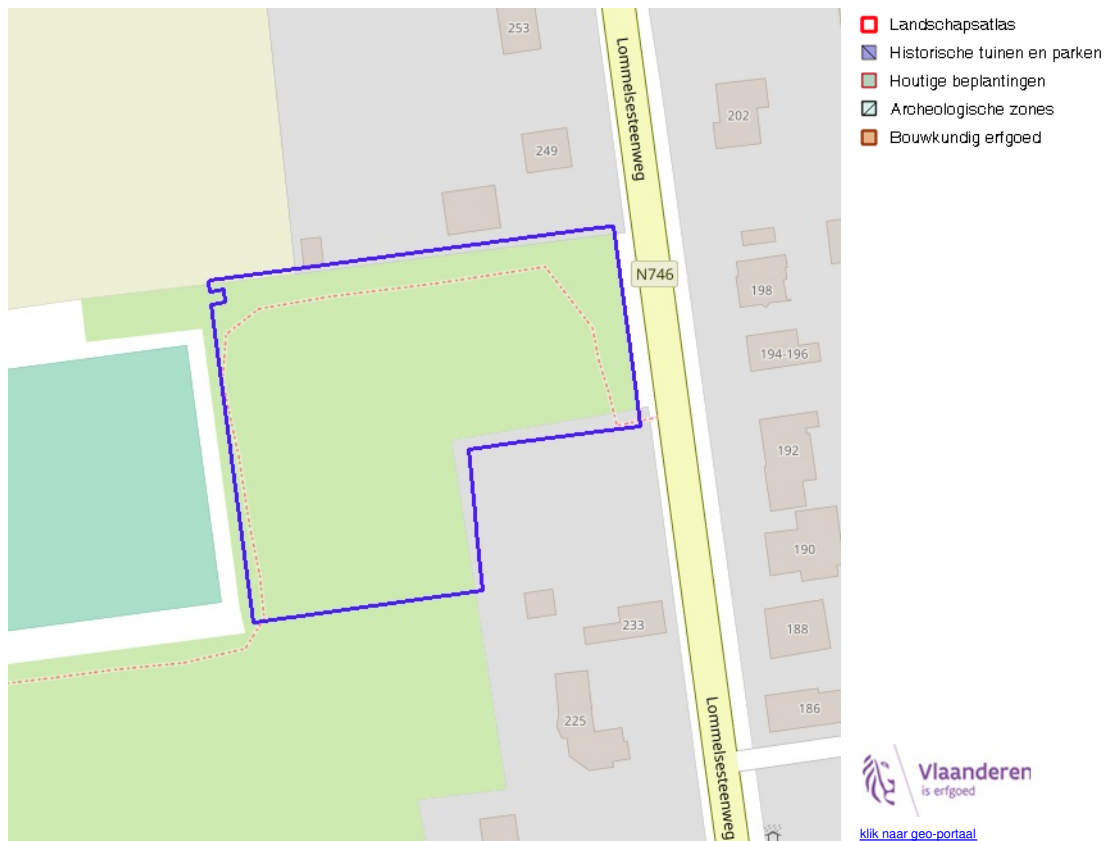 253
Lommelsesteenweg
202
249
N746
198
194-196
192
190
188
233
186
225
Lommelsesteenweg
Landschapsatlas
Historische tuinen en parken
Houtige beplantingen
Archeologische zones
Bouwkundig erfgoed
Vlaanderen
is erfgoed
klik naar geo-portaal